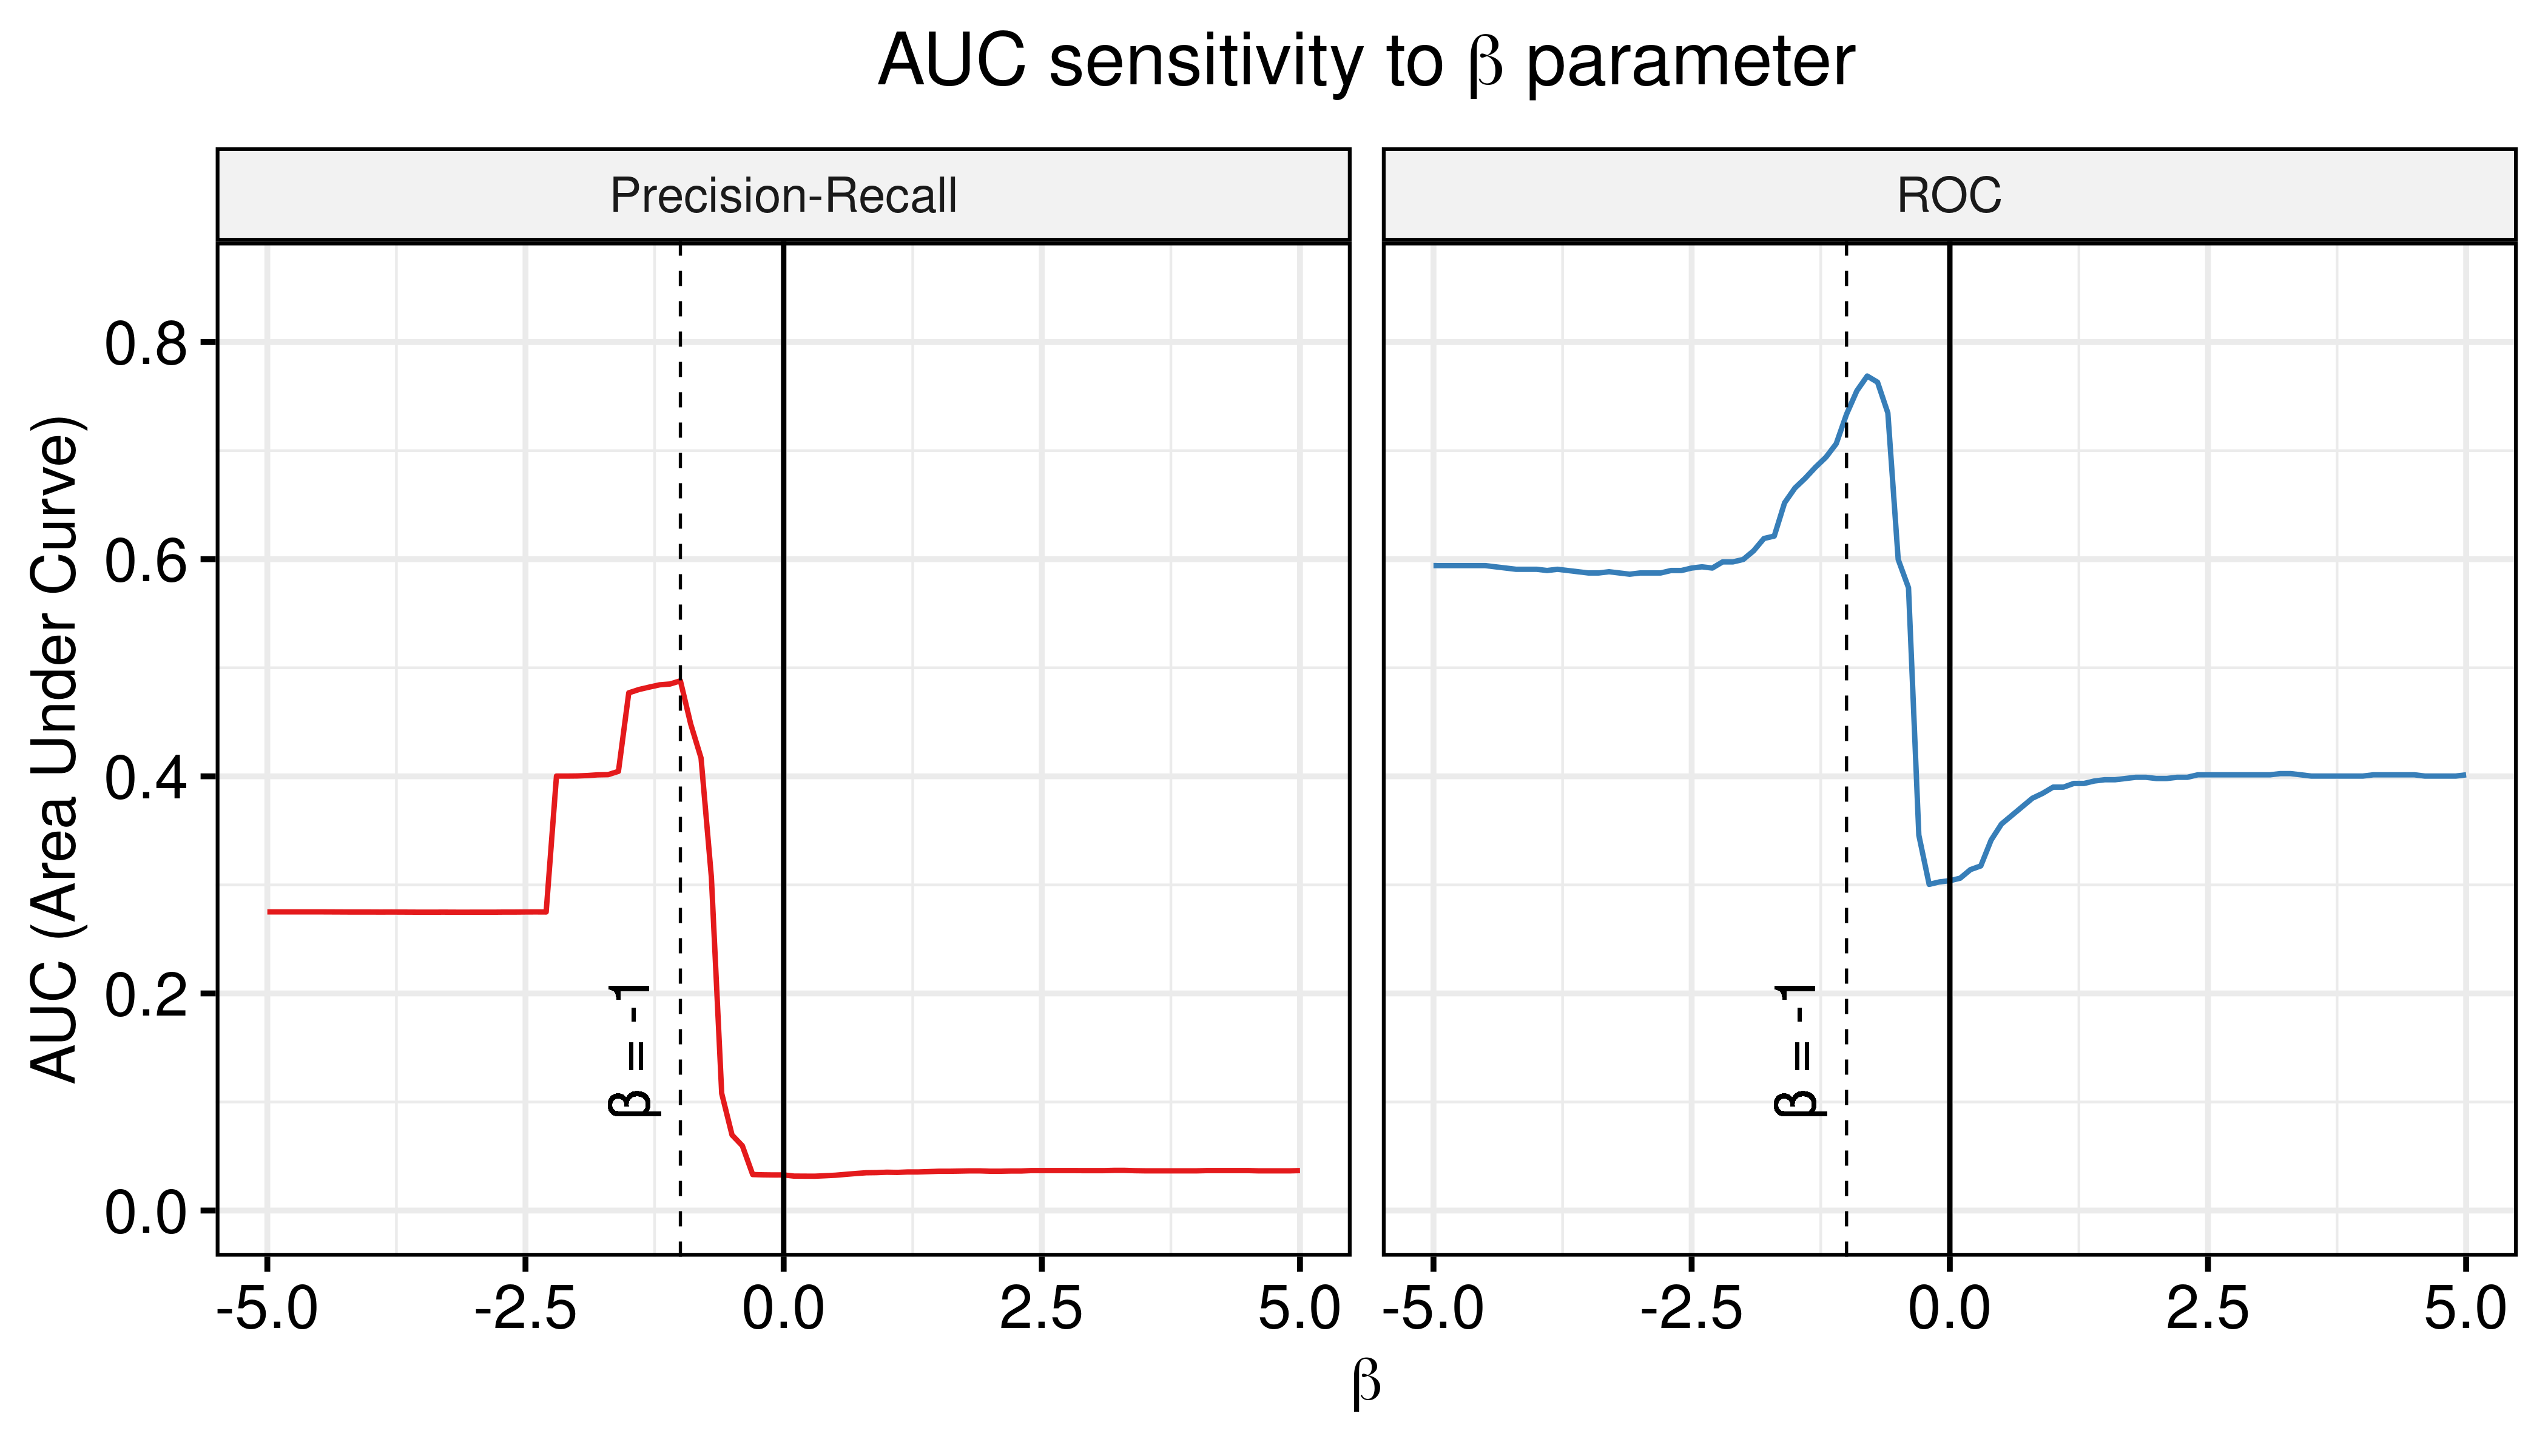 AUC sensitivity to β parameter
Precision-Recall
ROC
AUC (Area Under Curve)
0.8
0.6
0.4
0.2
0.0
β = -1
β = -1
-5.0 -2.5 0.0 2.5 5.0
-5.0 -2.5 0.0 2.5 5.0
β